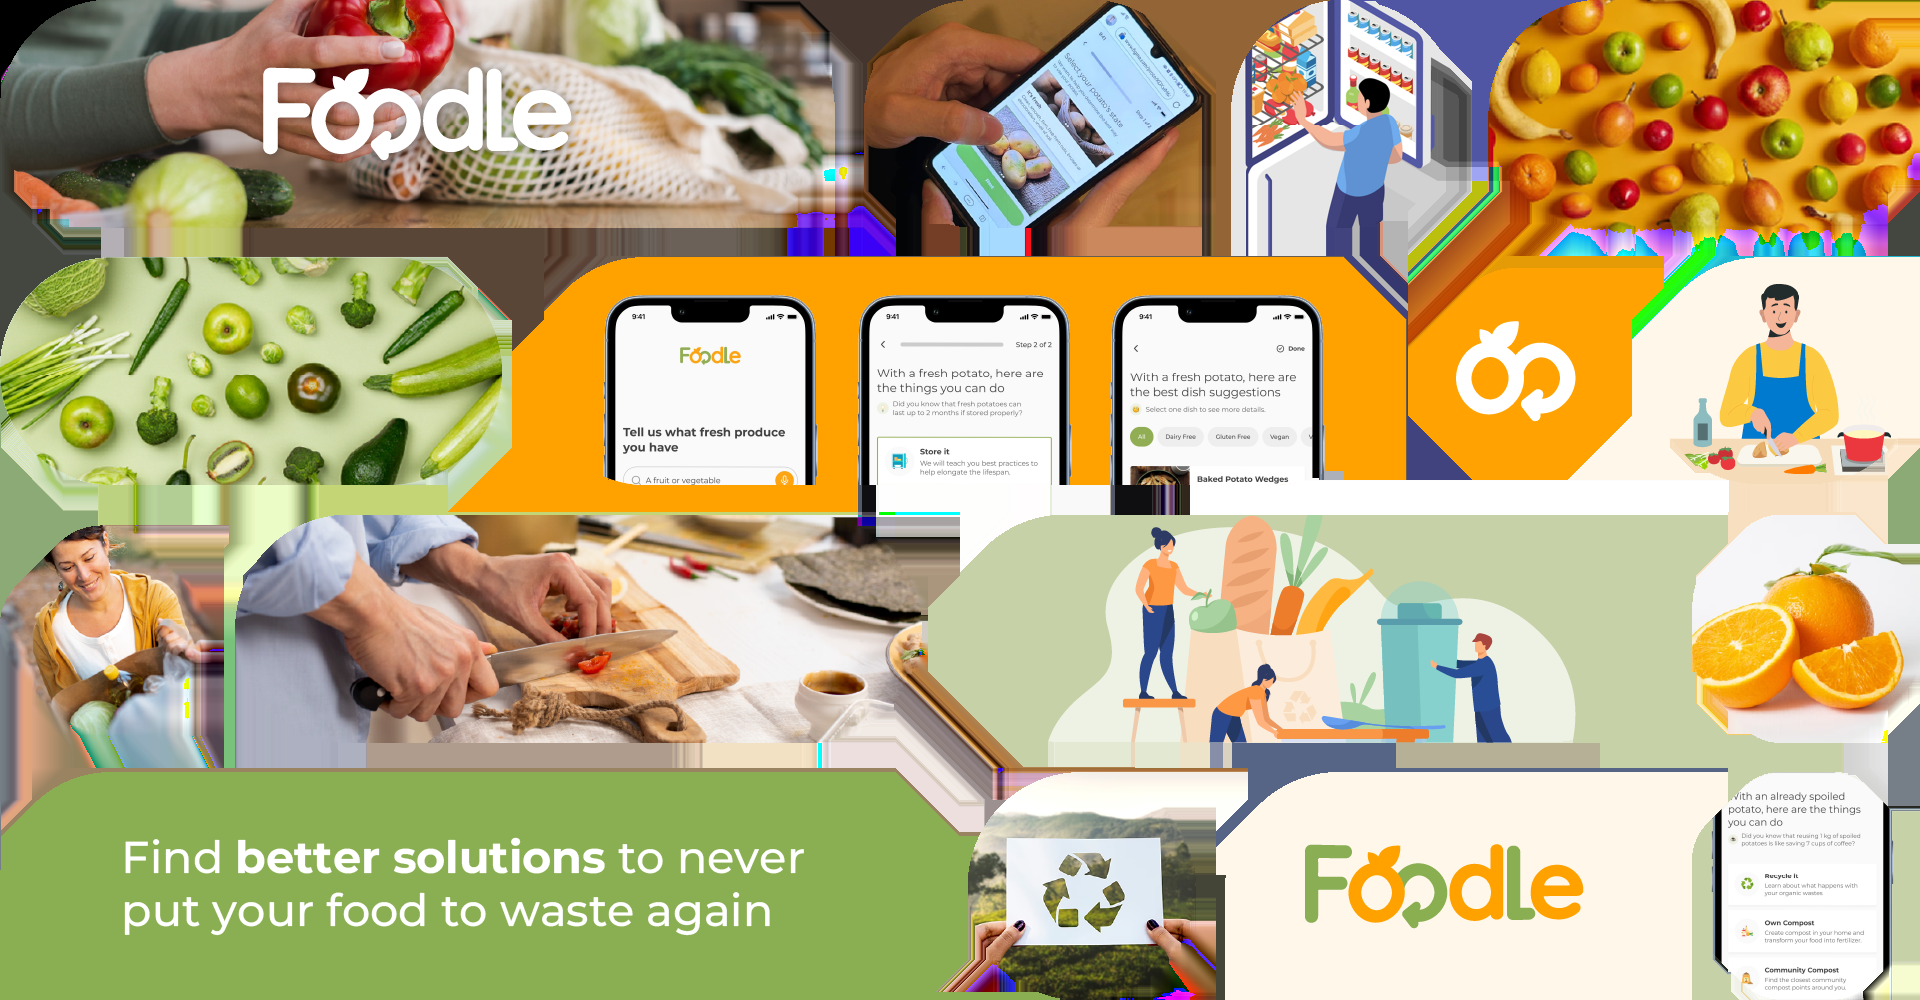 Foodle
Select your potato's state
It's fresh
9:41
Foodle
Tell us what fresh produce
you have
A fruit or vegetable
9:41
Step 2 of 2
With a fresh potato, here are
the things you can do
Did you know that fresh potatoes can
last up to 2 months if stored properly?
Store it
We will teach you best practices to
help elongate the lifespan.
9:41
Done
With a fresh potato, here are
the best dish suggestions
Select one dish to see more details.
All Dairy Free Gluten Free Vegan V
Baked Potato Wedges
Find better solutions to never
put your food to waste again
Foodle
With an already spoiled
potato, here are the things
you can do
Did you know that reusing 1 kg of spoiled
potatoes is like saving 7 cups of coffee?
Recycle it
Learn about what happens with
your organic wastes
Own Compost
Create compost in your home and
transform your food into fertilizer.
Community Compost
Find the closest community
compost points around you.